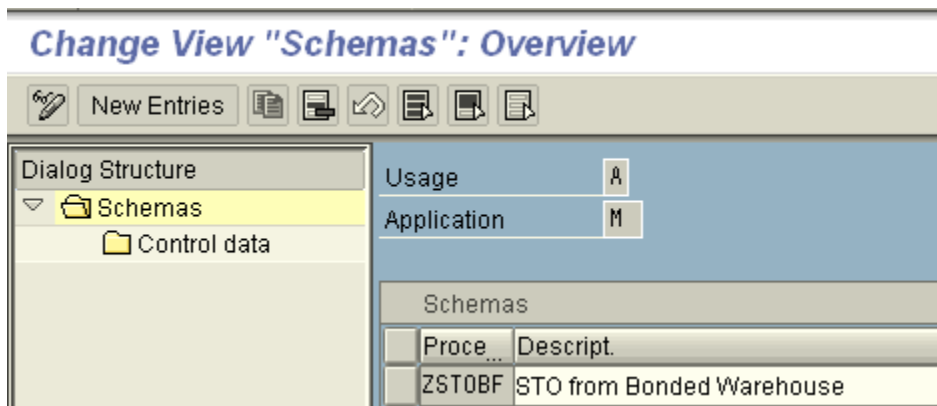 Change View "Schemas": Overview
New Entries
Dialog Structure
Schemas
Control data
Usage A
Application M
Schemas
Proce... Descript.
ZSTOBF STO from Bonded Warehouse